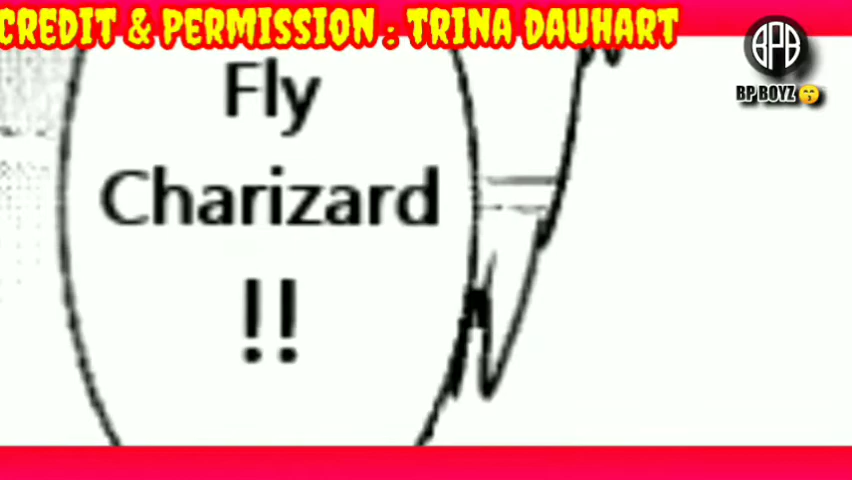 CREDIT & PERMISSION : TRINA DAUHART
BPB
BP BOYZ
Fly
Charizard
!!